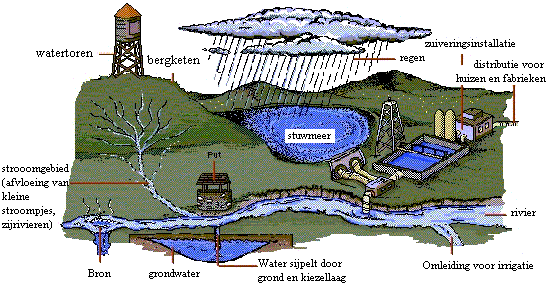 watertoren
bergketen
regen
zuiveringsinstallatie
distributie voor
huizen en fabrieken
stuwmeer
Put
strooomgebied
(afvloeing van
kleine
stroompjes,
zijrivieren)
rivier
Bron
grondwater
Water sijpelt door
grond en kiezellaag
Omleiding voor irrigatie